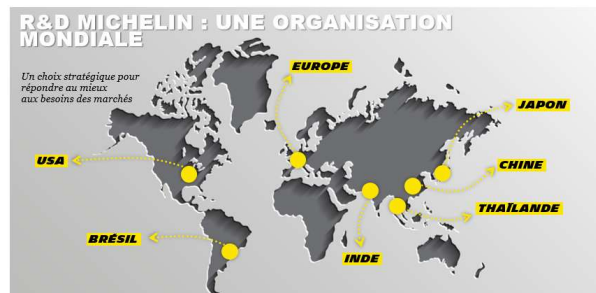 R&D MICHELIN : UNE ORGANISATION
MONDIALE
Un choix stratégique pour
répondre au mieux
aux besoins des marchés
EUROPE
JAPON
USA
CHINE
THAÏLANDE
BRÉSIL
INDE